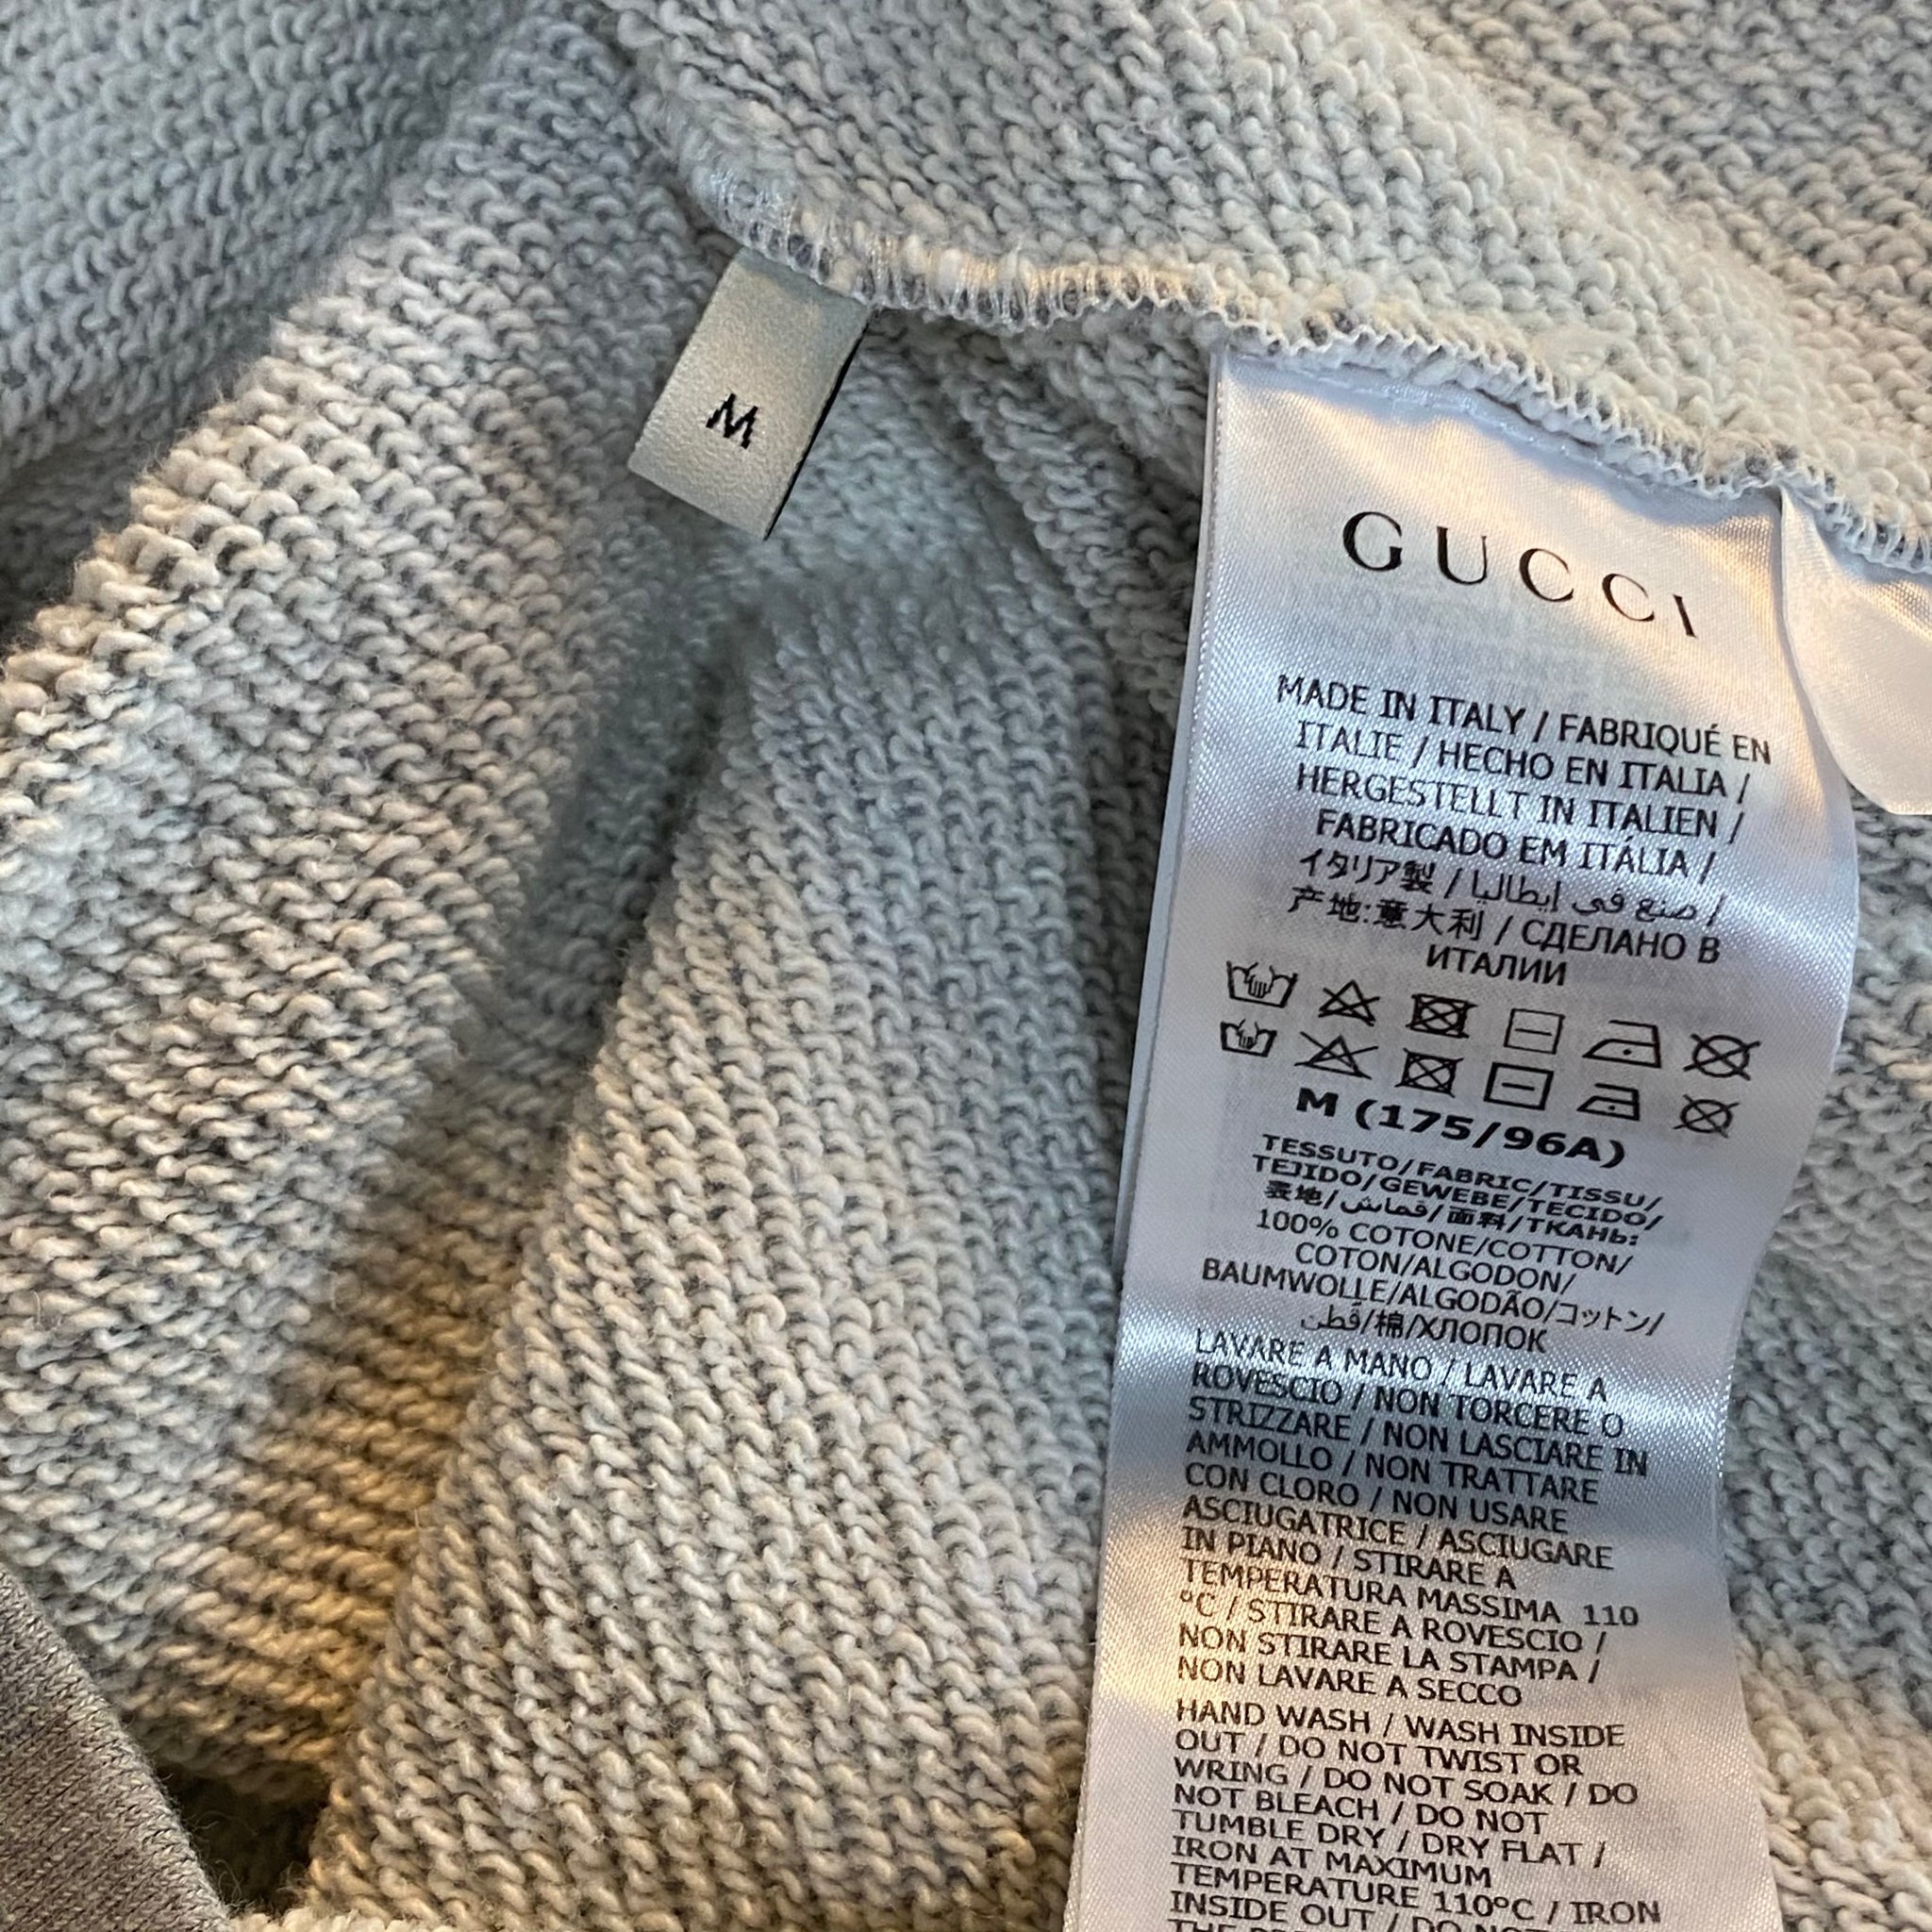 M
GUCCI
MADE IN ITALY / FABRIQUÉ EN
ITALIE / HECHO EN ITALIA /
HERGESTELLT IN ITALIEN /
FABRICADO EM ITÁLIA /
イタリア製 / صنع في إيطاليا /
产地:意大利 / СДЕЛАНО В
ИТАЛИИ
M (175/96A)
TESSUTO/FABRIC/TISSU/
TEJIDO/GEWEBE/TECIDO/
表地/قماش/面料/ТКАНЬ:
100% COTONE/COTTON/
COTON/ALGODON/
BAUMWOLLE/ALGODÃO/コットン/
قطن/棉/ХЛОПОК
LAVARE A MANO / LAVARE A
ROVESCIO / NON TORCERE O
STRIZZARE / NON LASCIARE IN
AMMOLLO / NON TRATTARE
CON CLORO / NON USARE
ASCIUGATRICE / ASCIUGARE
IN PIANO / STIRARE A
TEMPERATURA MASSIMA 110
°C / STIRARE A ROVESCIO /
NON STIRARE LA STAMPA /
NON LAVARE A SECCO
HAND WASH / WASH INSIDE
OUT / DO NOT TWIST OR
WRING / DO NOT SOAK / DO
NOT BLEACH / DO NOT
TUMBLE DRY / DRY FLAT /
IRON AT MAXIMUM
TEMPERATURE 110°C / IRON
INSIDE OUT / DO NOT